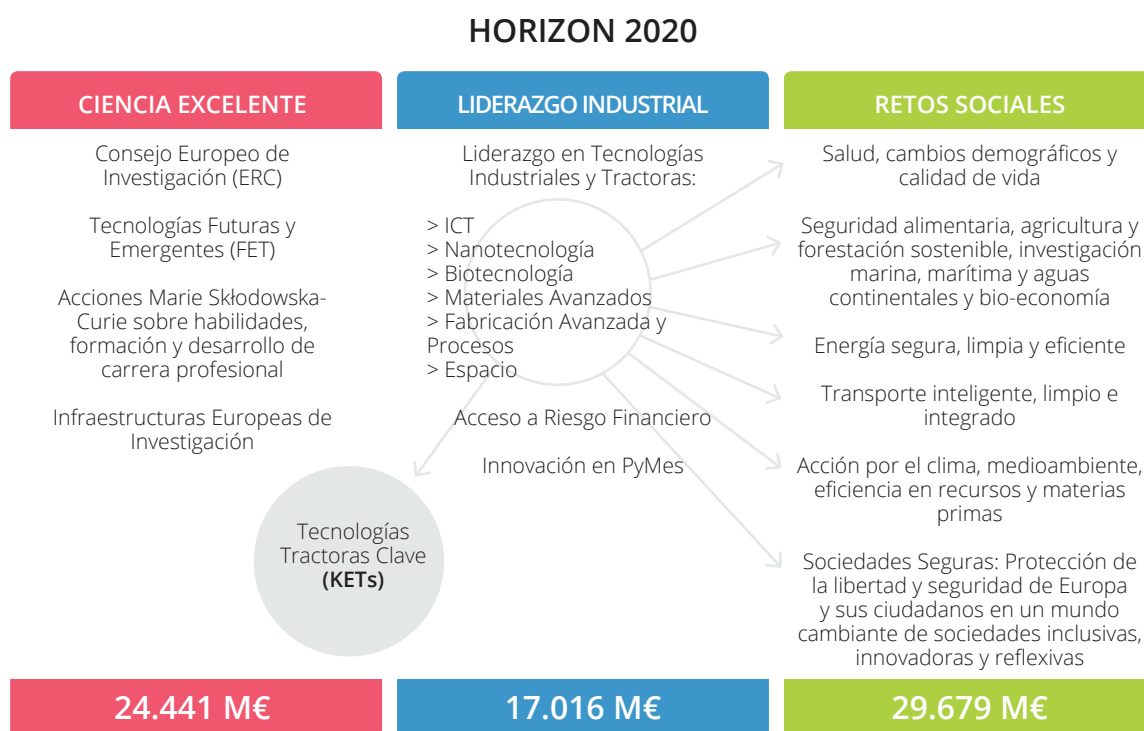 HORIZON 2020
CIENCIA EXCELENTE
Consejo Europeo de
Investigación (ERC)
Tecnologías Futuras y
Emergentes (FET)
Acciones Marie Skłodowska-
Curie sobre habilidades,
formación y desarrollo de
carrera profesional
Infraestructuras Europeas de
Investigación
Tecnologías
Tractoras Clave
(KETs)
24.441 M€
LIDERAZGO INDUSTRIAL
Liderazgo en Tecnologías
Industriales y Tractoras:
> ICT
> Nanotecnología
> Biotecnología
> Materiales Avanzados
> Fabricación Avanzada y
Procesos
> Espacio
Acceso a Riesgo Financiero
Innovación en PyMes
17.016 M€
RETOS SOCIALES
Salud, cambios demográficos y
calidad de vida
Seguridad alimentaria, agricultura y
forestación sostenible, investigación
marina, marítima y aguas
continentales y bio-economía
Energía segura, limpia y eficiente
Transporte inteligente, limpio e
integrado
Acción por el clima, medioambiente,
eficiencia en recursos y materias
primas
Sociedades Seguras: Protección de
la libertad y seguridad de Europa
y sus ciudadanos en un mundo
cambiante de sociedades inclusivas,
innovadoras y reflexivas
29.679 M€